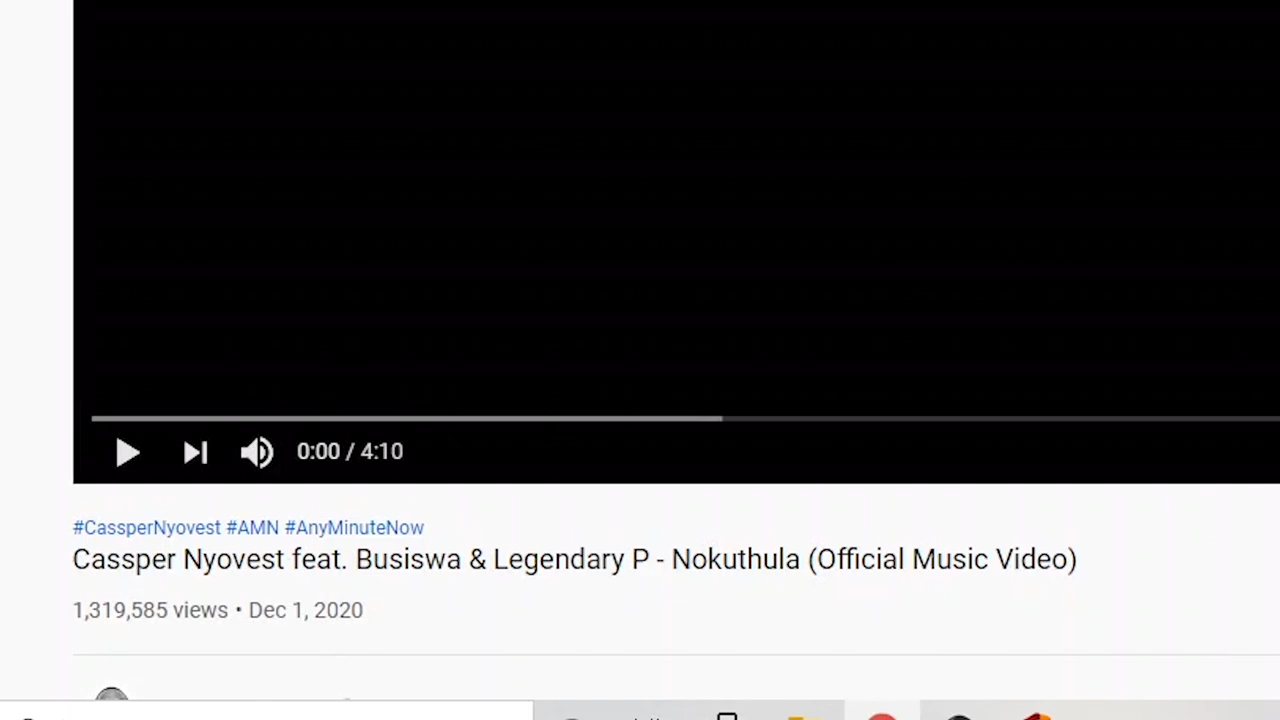 0:00 / 4:10
#CassperNyovest #AMN #AnyMinuteNow
Cassper Nyovest feat. Busiswa & Legendary P - Nokuthula (Official Music Video)
1,319,585 views • Dec 1, 2020